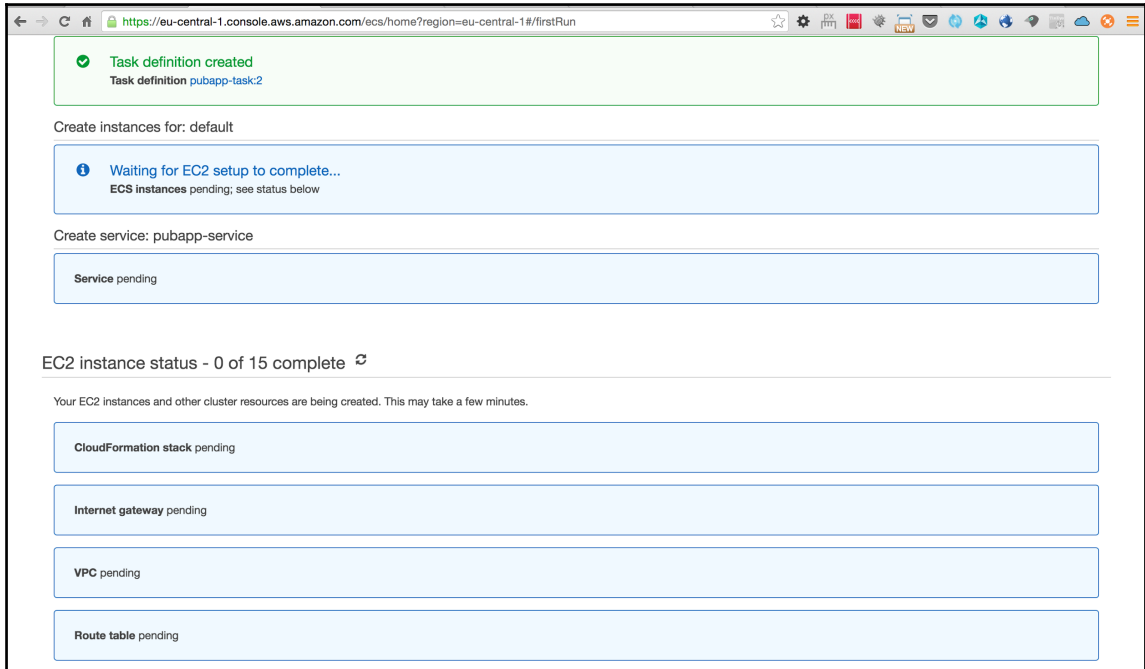 https://eu-central-1.console.aws.amazon.com/ecs/home?region=eu-central-1#/firstRun
Task definition created
Task definition pubapp-task:2
Create instances for: default
Waiting for EC2 setup to complete...
ECS instances pending; see status below
Create service: pubapp-service
Service pending
EC2 instance status - 0 of 15 complete
Your EC2 instances and other cluster resources are being created. This may take a few minutes.
CloudFormation stack pending
Internet gateway pending
VPC pending
Route table pending